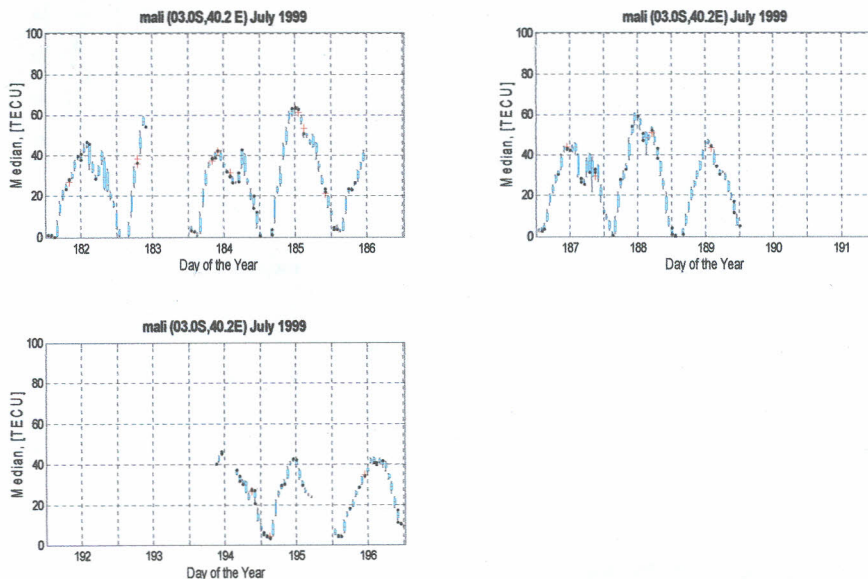 mali (03.0S,40.2 E) July 1999
100
80
60
40
20
0
Median, [TECU]
182 183 184 185 186
Day of the Year
mali (03.0S,40.2E) July 1999
100
80
60
40
20
0
Median, [TECU]
187 188 189 190 191
Day of the Year
mali (03.0S,40.2E) July 1999
100
80
60
40
20
0
Median, [TECU]
192 193 194 195 196
Day of the Year